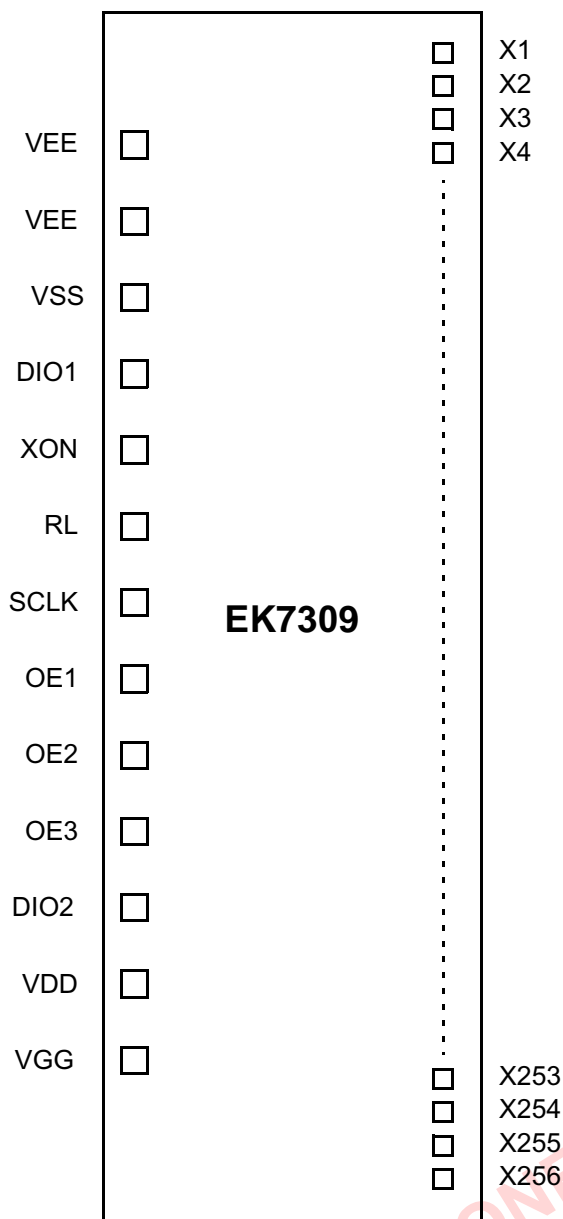 X1
X2
X3
X4
VEE
VEE
VSS
DIO1
XON
RL
SCLK
EK7309
OE1
OE2
OE3
DIO2
VDD
VGG
X253
X254
X255
X256